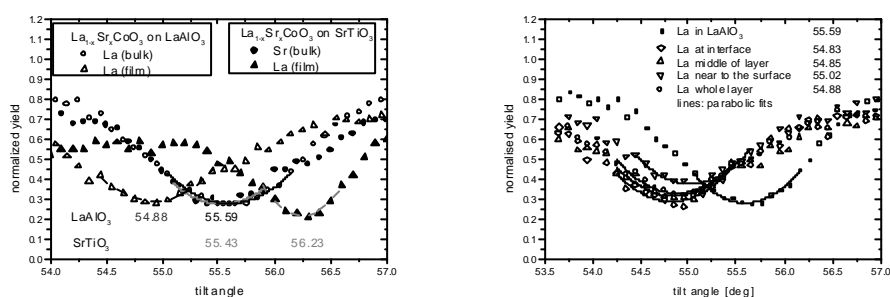 La1-xSrxCoO3 on LaAlO3
La (bulk)
La (film)
La1-xSrxCoO3 on SrTiO3
Sr (bulk)
La (film)
1.2
1.1
1.0
0.9
0.8
0.7
0.6
0.5
0.4
0.3
0.2
0.1
0.0
normalized yield
LaAlO3 54.88 55.59
SrTiO3 55.43 56.23
54.0 54.5 55.0 55.5 56.0 56.5 57.0
tilt angle
La in LaAlO3 55.59
La at interface 54.83
La middle of layer 54.85
La near to the surface 55.02
La whole layer 54.88
lines: parabolic fits
1.2
1.1
1.0
0.9
0.8
0.7
0.6
0.5
0.4
0.3
0.2
0.1
0.0
normalised yield
53.5 54.0 54.5 55.0 55.5 56.0 56.5 57.0
tilt angle [deg]